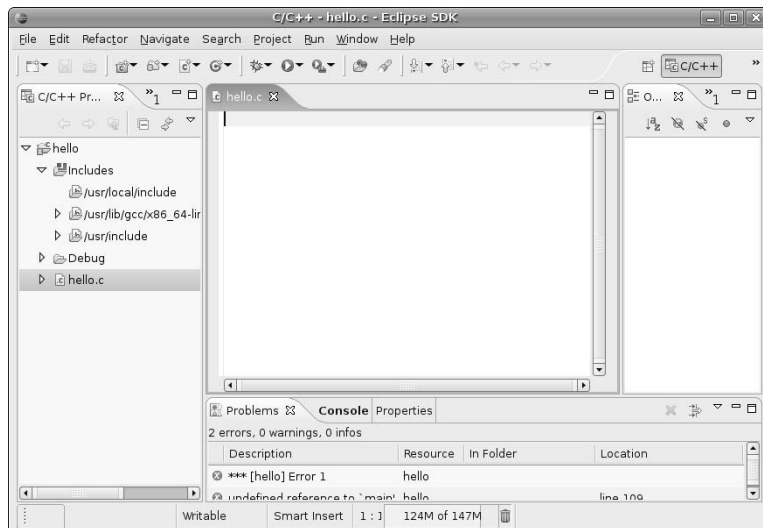 C/C++ - hello.c - Eclipse SDK
File Edit Refactor Navigate Search Project Run Window Help
C/C++ »
C/C++ Pr... »1
hello.c
O... »1
hello
Includes
/usr/local/include
/usr/lib/gcc/x86_64-lir
/usr/include
Debug
hello.c
Problems Console Properties
2 errors, 0 warnings, 0 infos
Description Resource In Folder Location
*** [hello] Error 1 hello
undefined reference to `main' hello line 109
Writable Smart Insert 1 : 1 124M of 147M